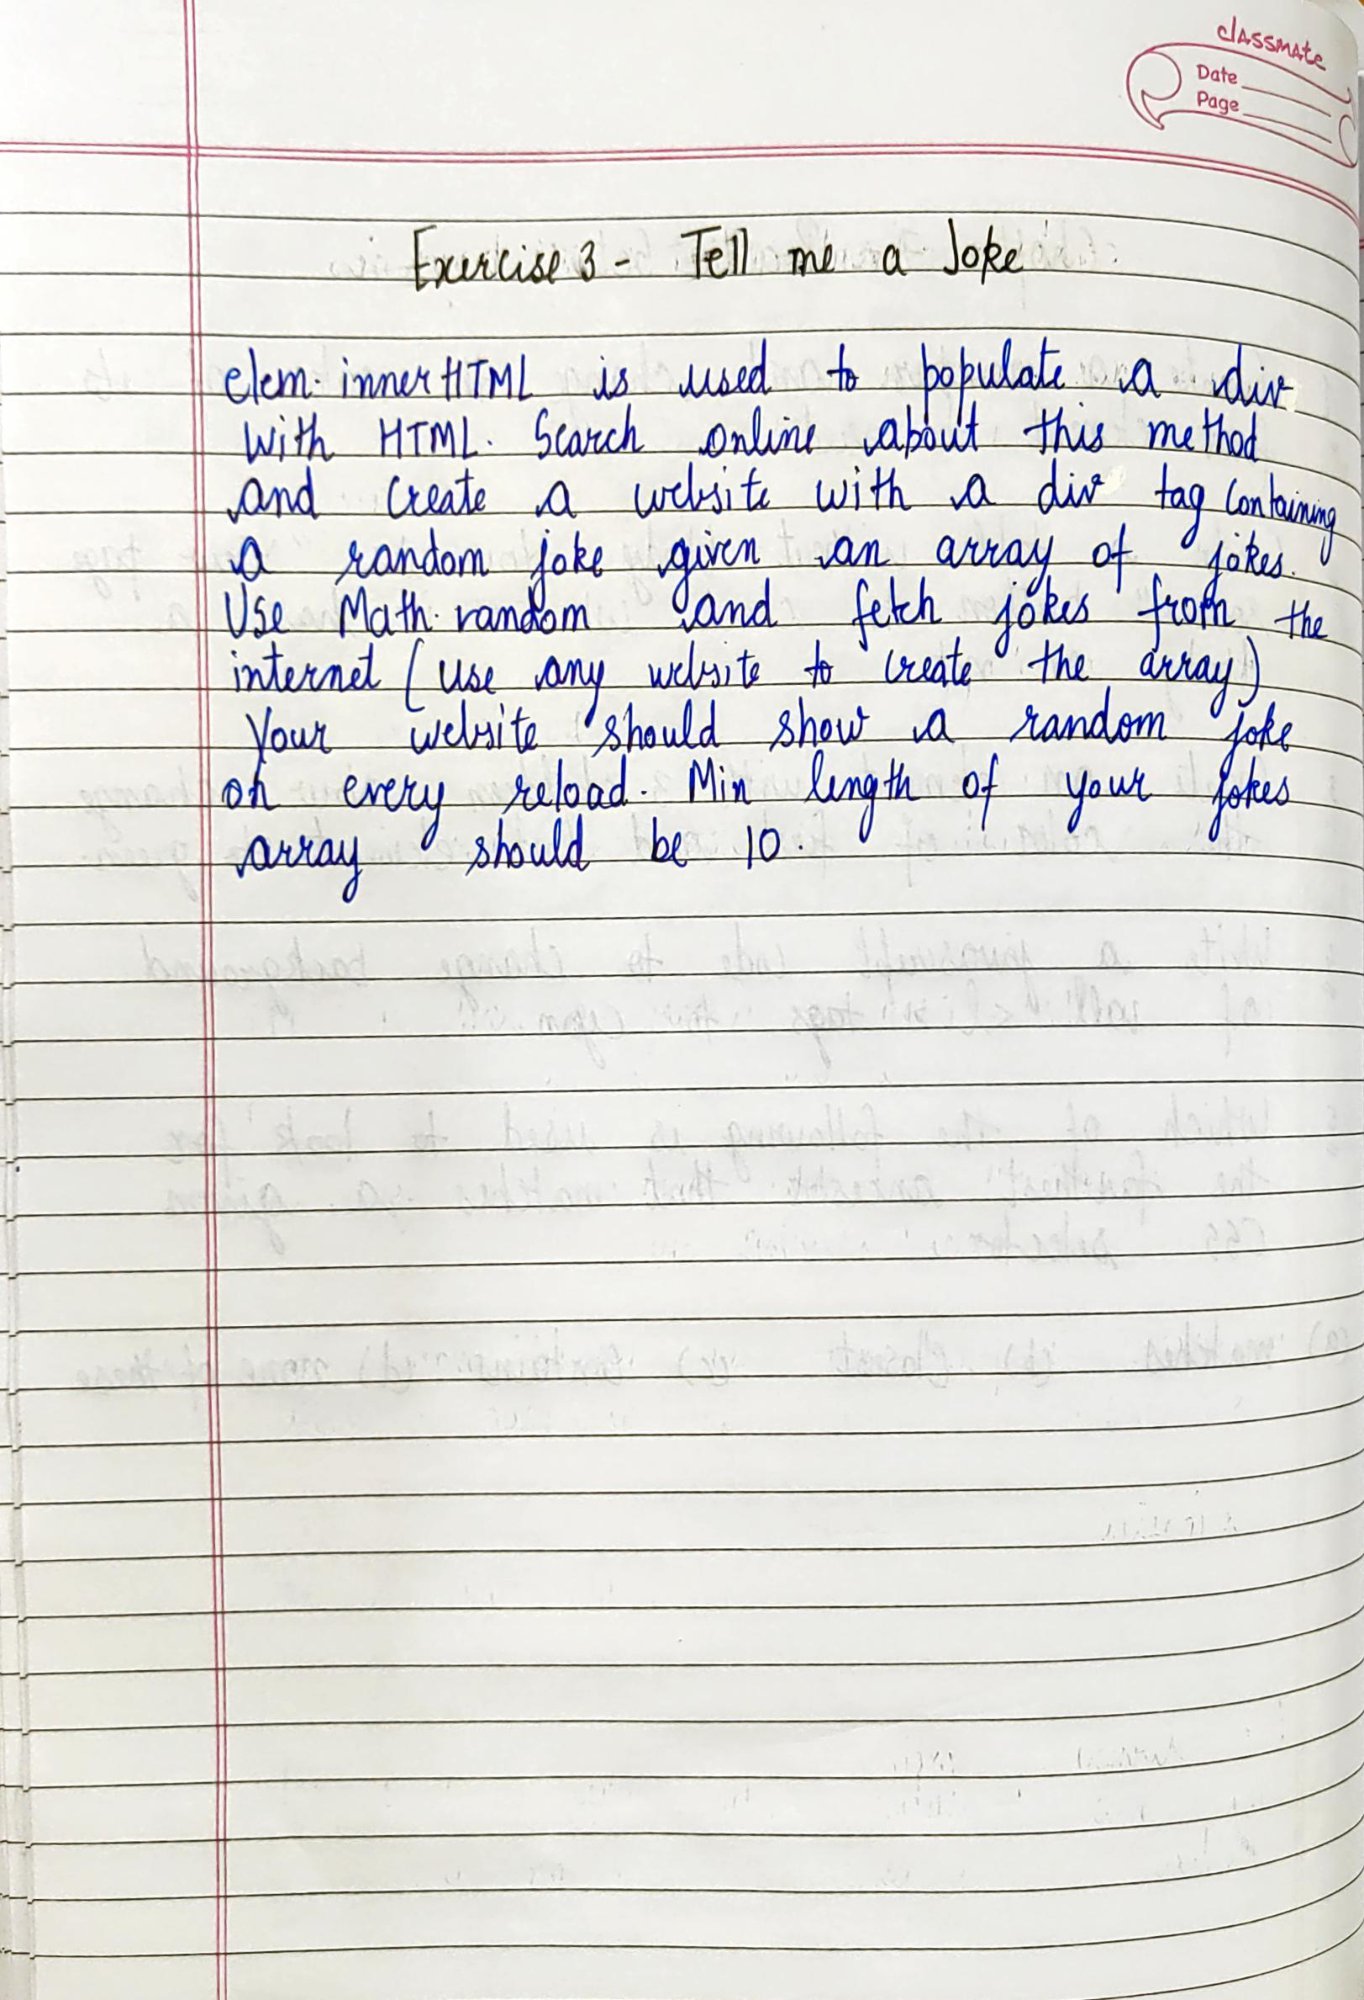 classmate
Date
Page
Exercise 3 - Tell me a Joke
elem.innerHTML is used to populate a div
with HTML. Search online about this method
and create a website with a div tag containing
a random joke given an array of jokes.
Use Math.random and fetch jokes from the
internet (use any website to create the array)
Your website should show a random joke
on every reload. Min length of your jokes
array should be 10.